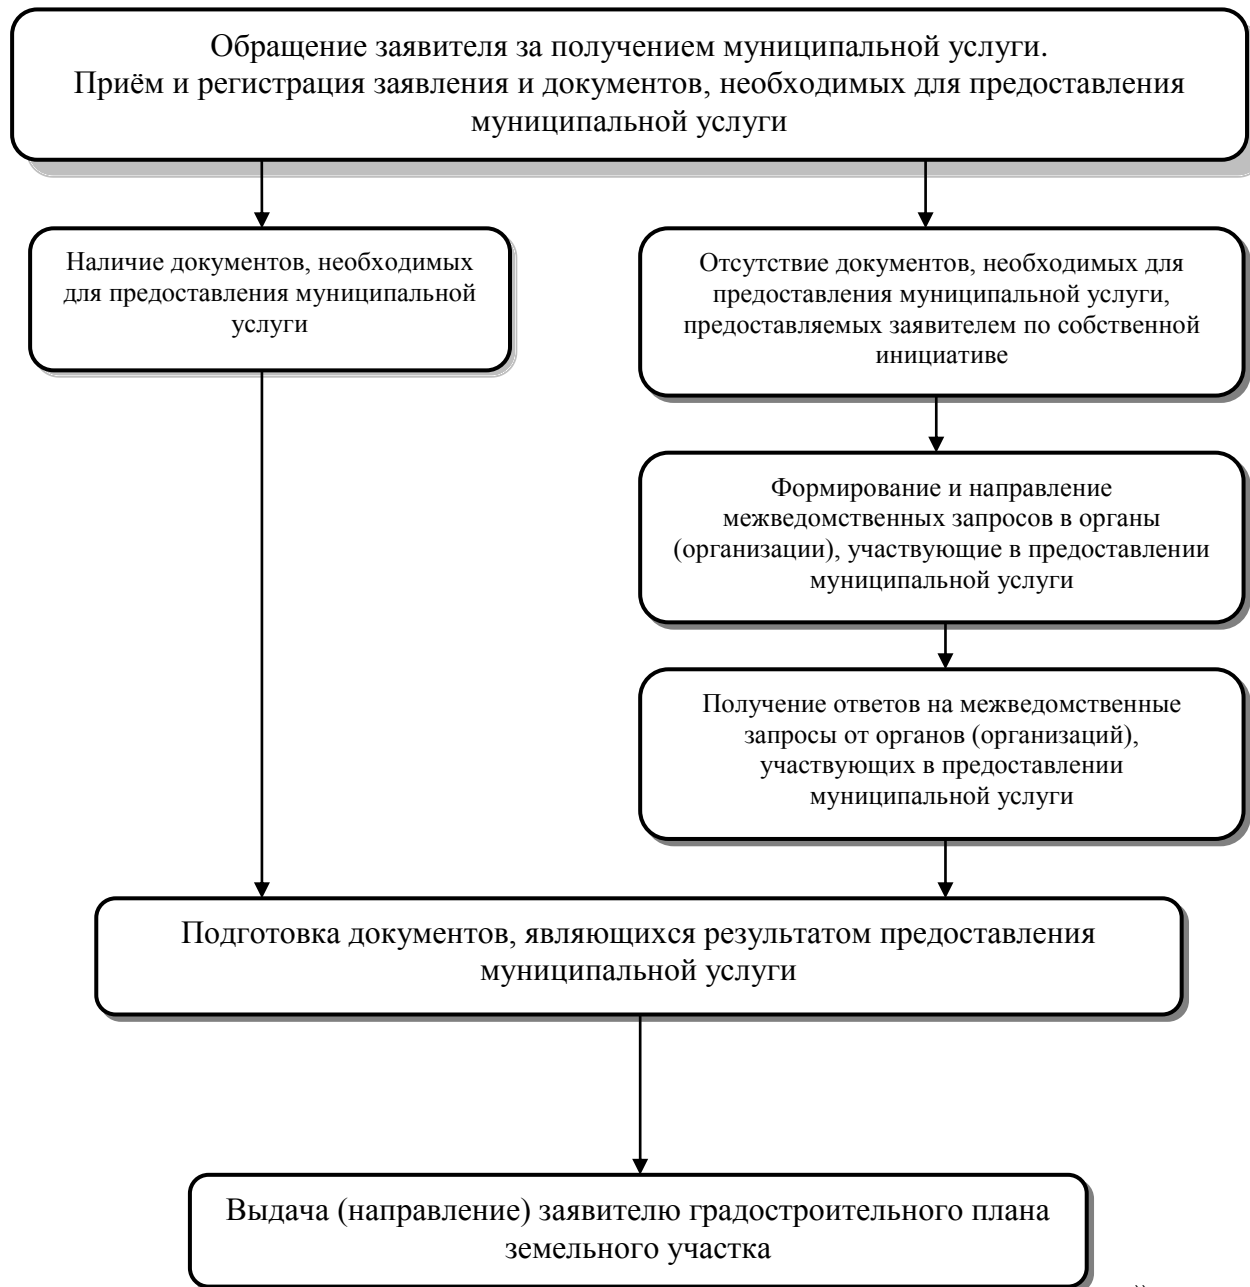 Обращение заявителя за получением муниципальной услуги.
Приём и регистрация заявления и документов, необходимых для предоставления
муниципальной услуги
Наличие документов, необходимых
для предоставления муниципальной
услуги
Отсутствие документов, необходимых для
предоставления муниципальной услуги,
предоставляемых заявителем по собственной
инициативе
Формирование и направление
межведомственных запросов в органы
(организации), участвующие в предоставлении
муниципальной услуги
Получение ответов на межведомственные
запросы от органов (организаций),
участвующих в предоставлении
муниципальной услуги
Подготовка документов, являющихся результатом предоставления
муниципальной услуги
Выдача (направление) заявителю градостроительного плана
земельного участка